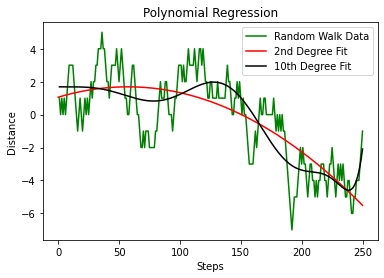 Polynomial Regression
Random Walk Data
2nd Degree Fit
10th Degree Fit
Distance
4
2
0
−2
−4
−6
0 50 100 150 200 250
Steps